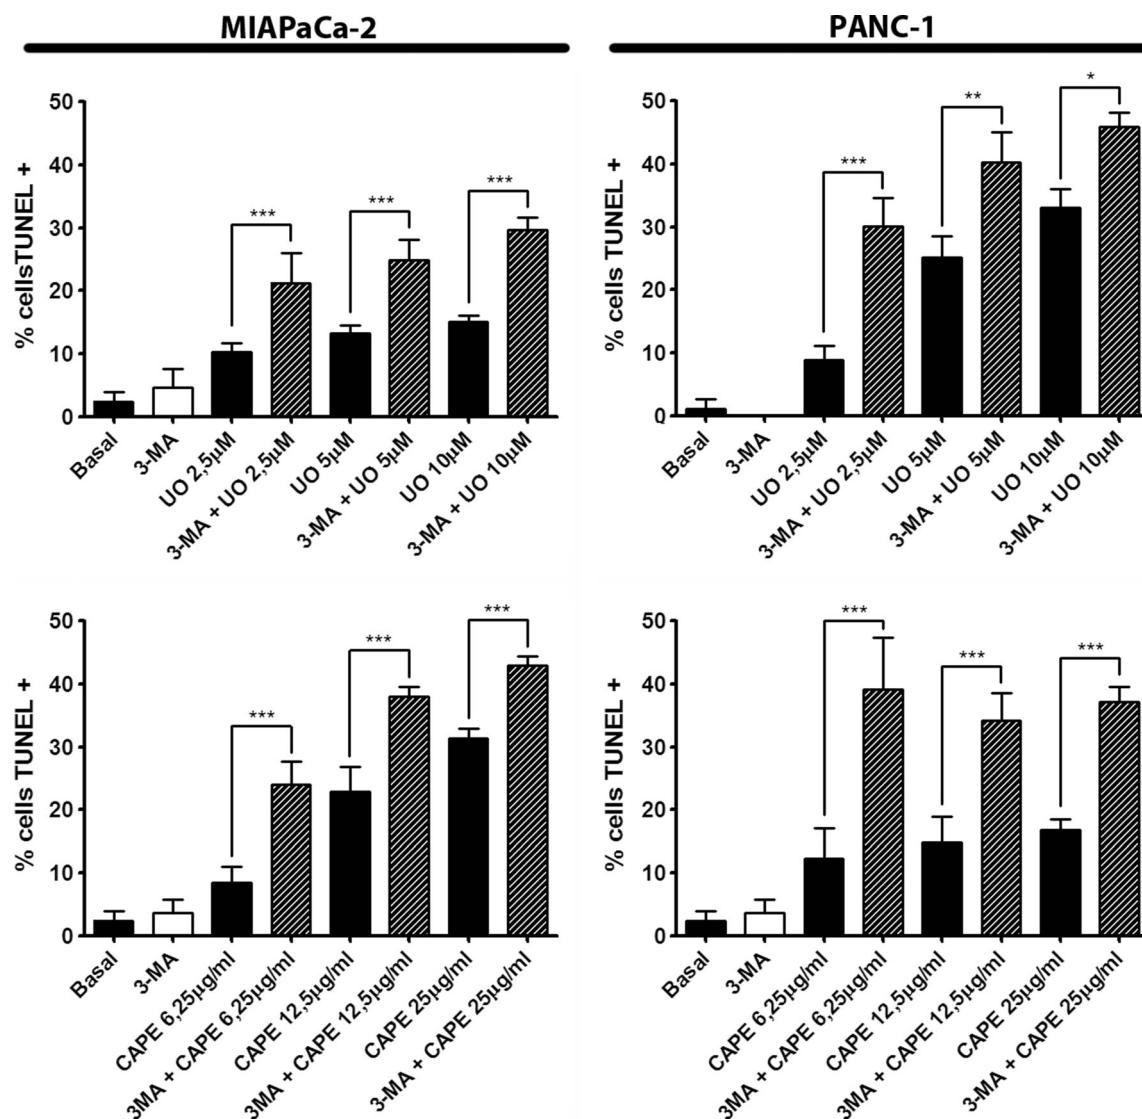 MIAPaCa-2
PANC-1
% cellsTUNEL +
50
40
30
20
10
0
***
***
***
Basal
3-MA
UO 2,5μM
3-MA + UO 2,5μM
UO 5μM
3-MA + UO 5μM
UO 10μM
3-MA + UO 10μM
% cells TUNEL +
50
40
30
20
10
0
***
**
*
Basal
3-MA
UO 2,5μM
3-MA + UO 2,5μM
UO 5μM
3-MA + UO 5μM
UO 10μM
3-MA + UO 10μM
% cells TUNEL +
50
40
30
20
10
0
***
***
***
Basal
3-MA
CAPE 6,25μg/ml
3MA + CAPE 6,25μg/ml
CAPE 12,5μg/ml
3MA + CAPE 12,5μg/ml
CAPE 25μg/ml
3-MA + CAPE 25μg/ml
% cells TUNEL +
50
40
30
20
10
0
***
***
***
Basal
3-MA
CAPE 6,25μg/ml
3MA + CAPE 6,25μg/ml
CAPE 12,5μg/ml
3MA + CAPE 12,5μg/ml
CAPE 25μg/ml
3-MA + CAPE 25μg/ml